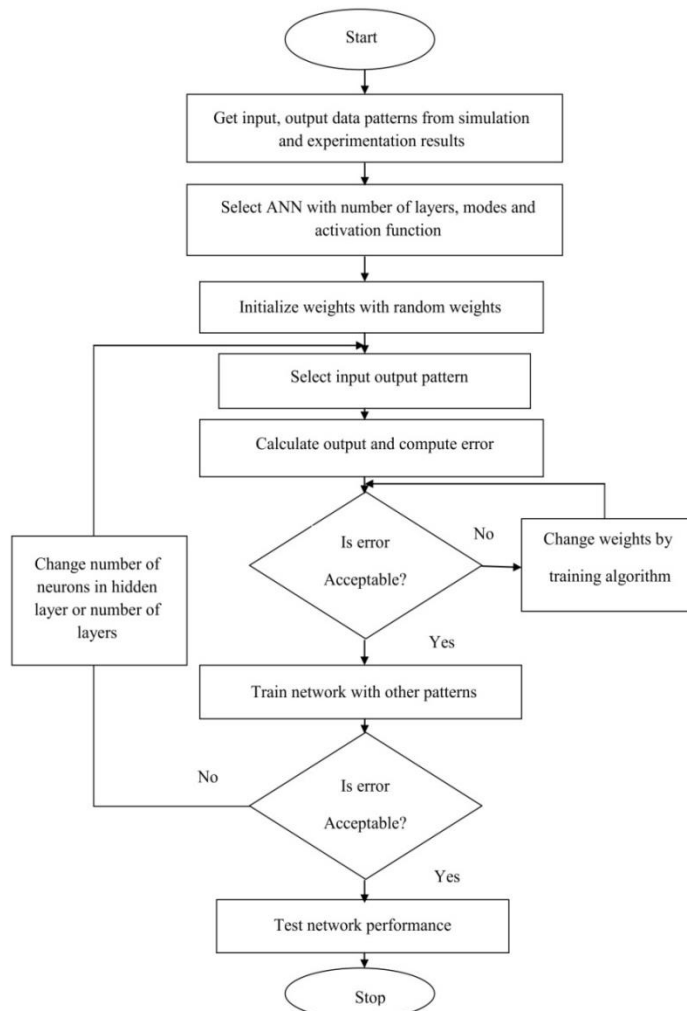 Start
Get input, output data patterns from simulation
and experimentation results
Select ANN with number of layers, modes and
activation function
Initialize weights with random weights
Select input output pattern
Calculate output and compute error
Is error
Acceptable?
No
Change weights by
training algorithm
Change number of
neurons in hidden
layer or number of
layers
Yes
Train network with other patterns
No
Is error
Acceptable?
Yes
Test network performance
Stop